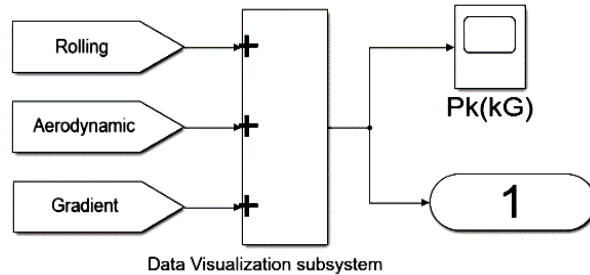 Rolling
Aerodynamic
Gradient
Pk(kG)
1
Data Visualization subsystem